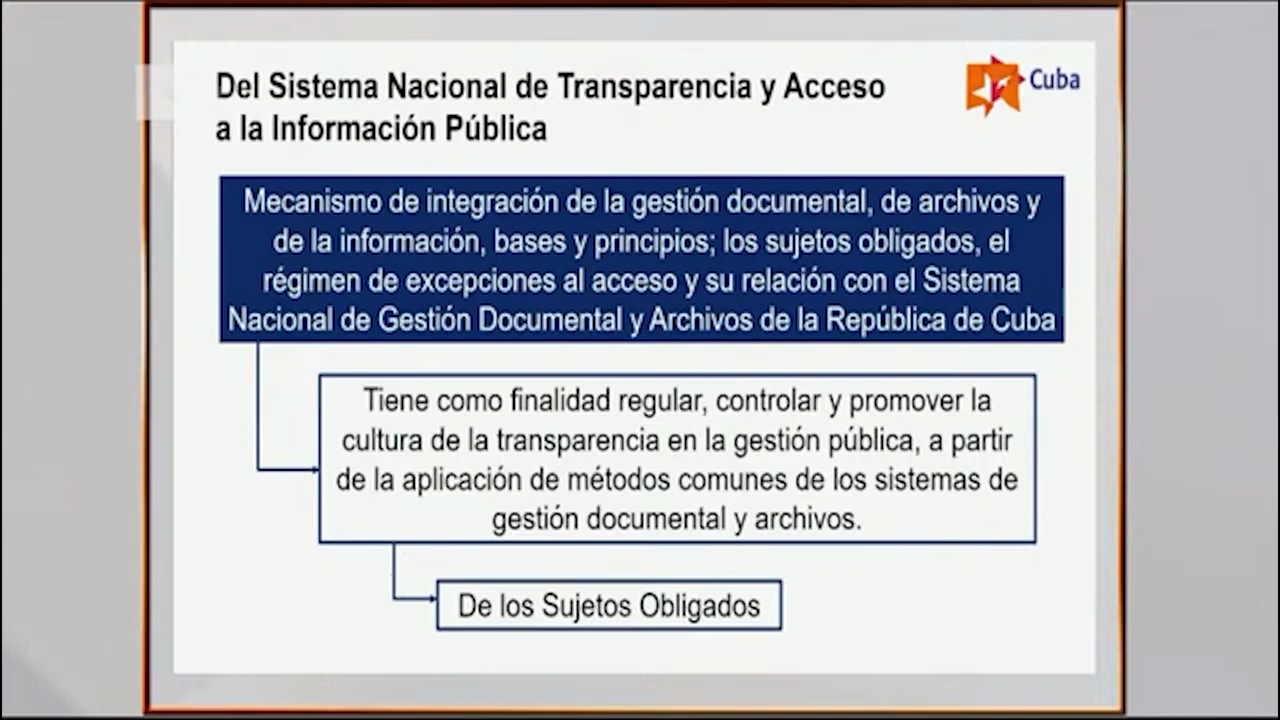 Del Sistema Nacional de Transparencia y Acceso
a la Información Pública
Cuba
Mecanismo de integración de la gestión documental, de archivos y
de la información, bases y principios; los sujetos obligados, el
régimen de excepciones al acceso y su relación con el Sistema
Nacional de Gestión Documental y Archivos de la República de Cuba
Tiene como finalidad regular, controlar y promover la
cultura de la transparencia en la gestión pública, a partir
de la aplicación de métodos comunes de los sistemas de
gestión documental y archivos.
De los Sujetos Obligados